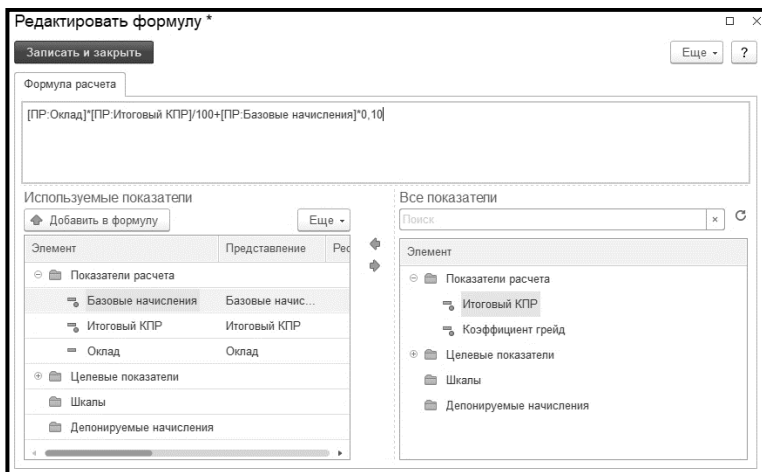 Редактировать формулу *
Записать и закрыть
Еще
?
Формула расчета
[ПР:Оклад]*[ПР:Итоговый КПР]/100+[ПР:Базовые начисления]*0,10
Используемые показатели
Все показатели
Добавить в формулу
Еще
Поиск
Элемент
Представление
Рес
Показатели расчета
Базовые начисления
Базовые начис...
Итоговый КПР
Итоговый КПР
Оклад
Оклад
Целевые показатели
Шкалы
Депонируемые начисления
Элемент
Показатели расчета
Итоговый КПР
Коэффициент грейд
Целевые показатели
Шкалы
Депонируемые начисления